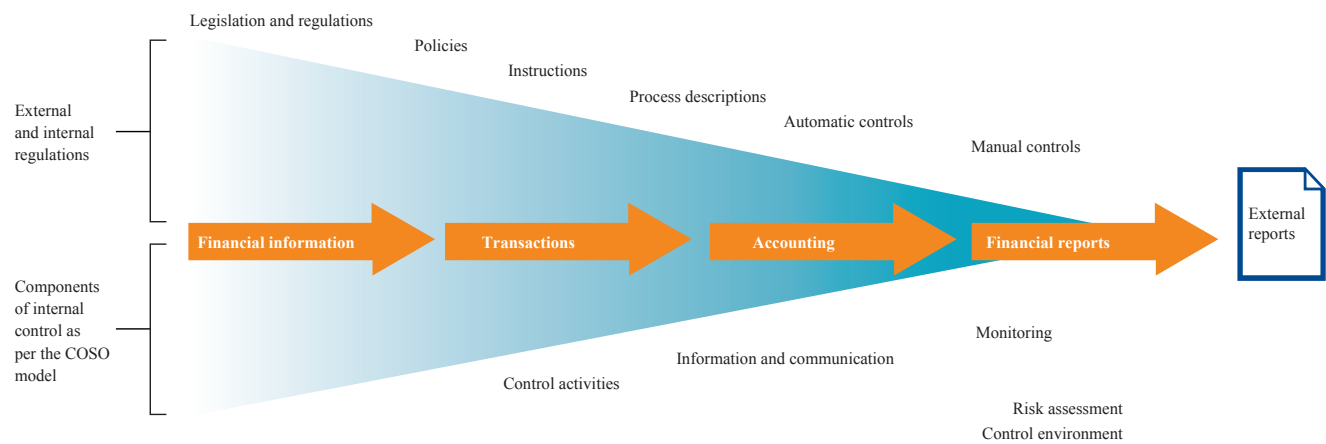 Legislation and regulations
Policies
Instructions
Process descriptions
Automatic controls
Manual controls
External
and internal
regulations
Financial information
Transactions
Accounting
Financial reports
External
reports
Components
of internal
control as
per the COSO
model
Monitoring
Information and communication
Control activities
Risk assessment
Control environment